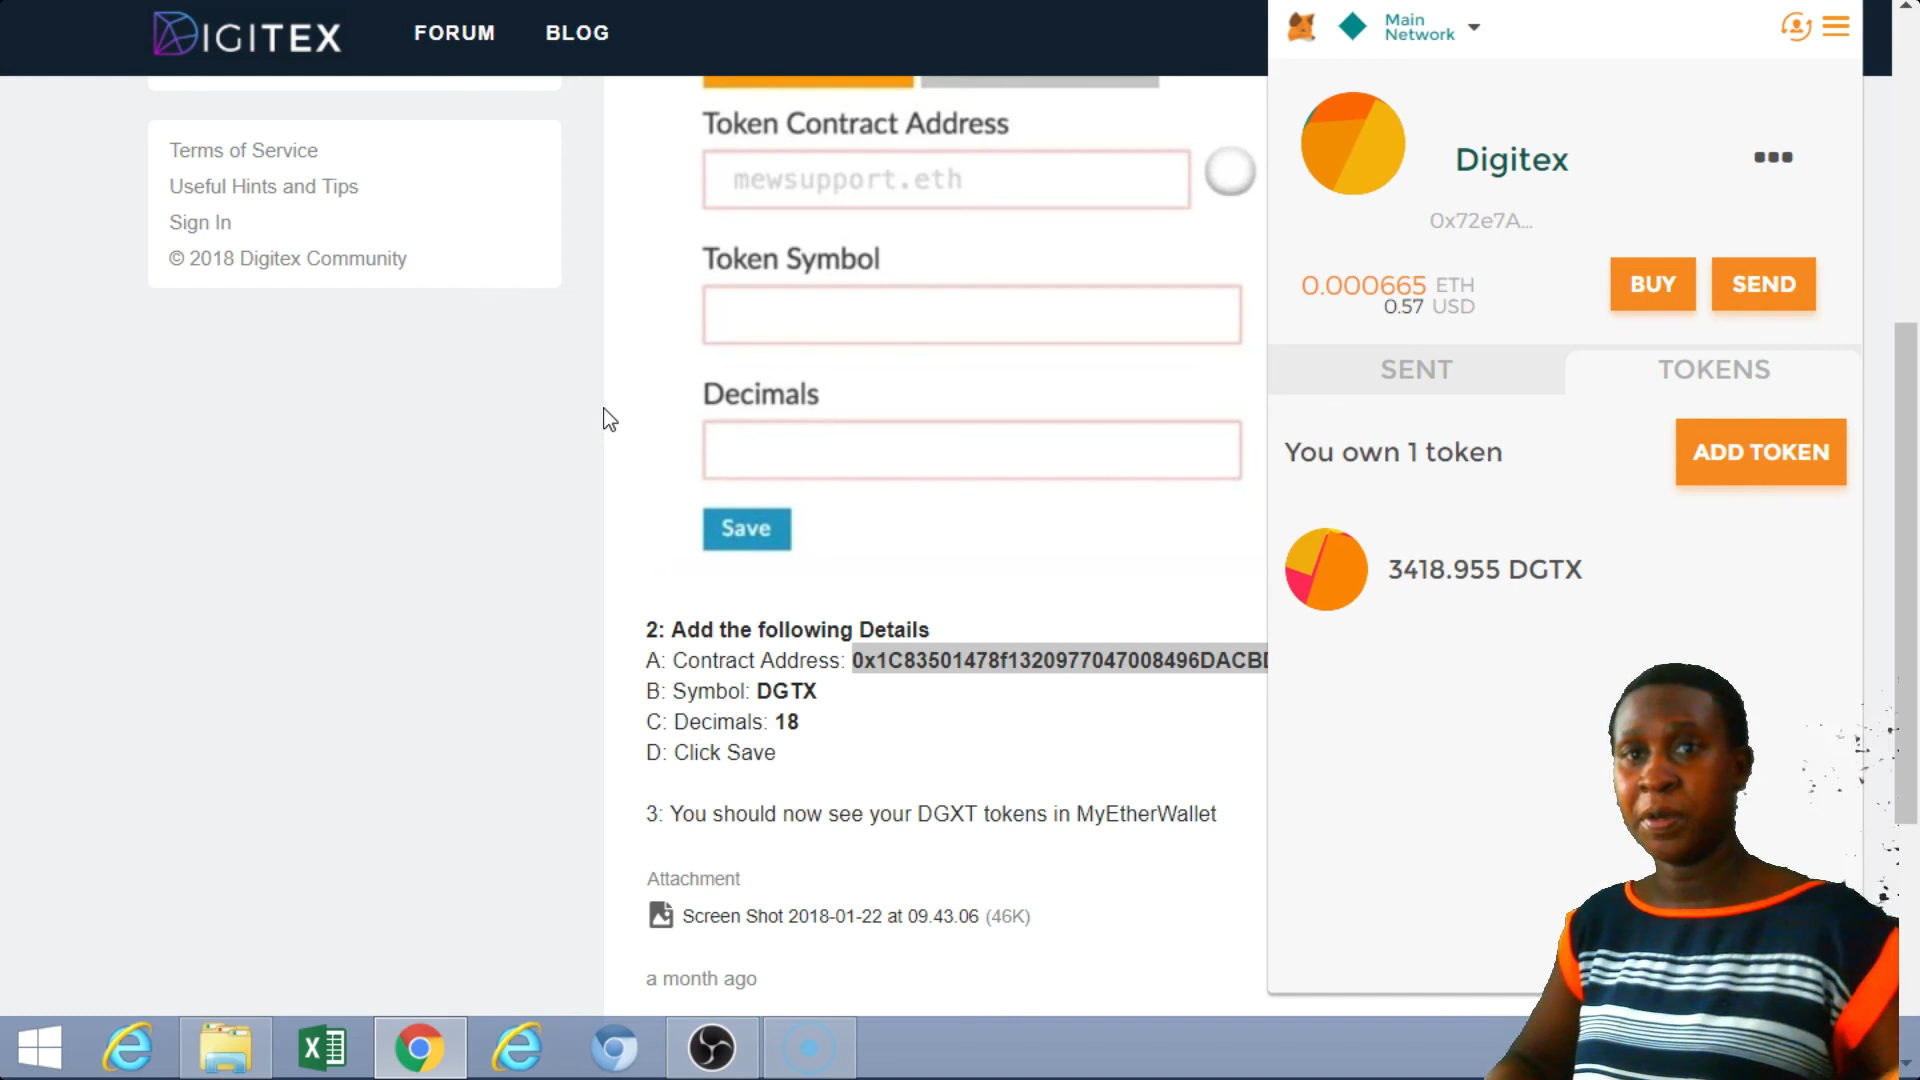 DIGITEX
FORUM
BLOG
Terms of Service
Useful Hints and Tips
Sign In
© 2018 Digitex Community
Token Contract Address
mewsupport.eth
Token Symbol
Decimals
Save
2: Add the following Details
A: Contract Address: 0x1C83501478f1320977047008496DACBD
B: Symbol: DGTX
C: Decimals: 18
D: Click Save
3: You should now see your DGXT tokens in MyEtherWallet
Attachment
Screen Shot 2018-01-22 at 09.43.06 (46K)
a month ago
Main
Network
Digitex
0x72e7A...
0.000665 ETH
0.57 USD
BUY
SEND
SENT
TOKENS
You own 1 token
ADD TOKEN
3418.955 DGTX